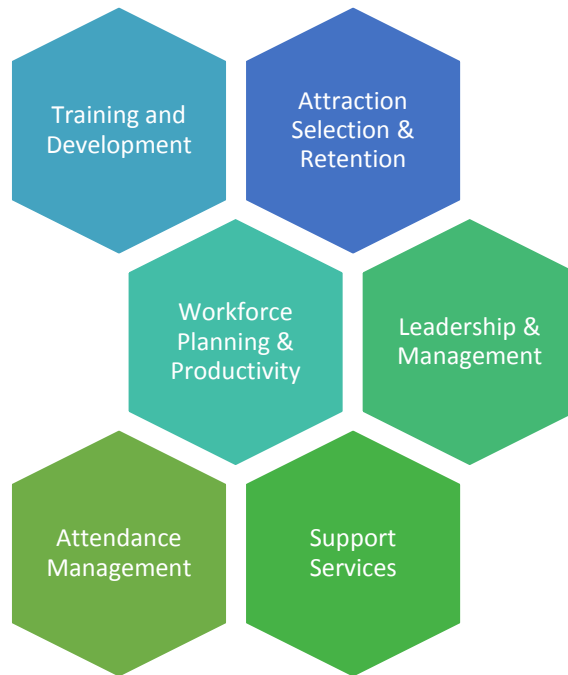 Training and
Development
Attraction
Selection &
Retention
Workforce
Planning &
Productivity
Leadership &
Management
Attendance
Management
Support
Services